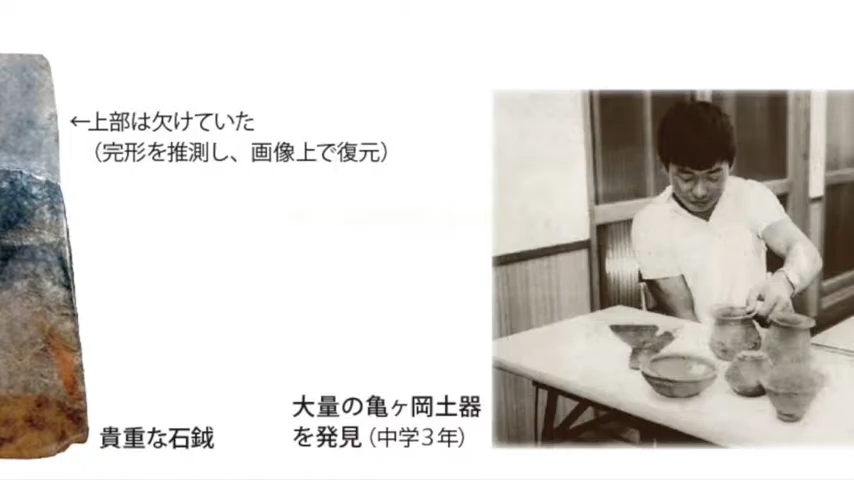 ←上部は欠けていた
（完形を推測し、画像上で復元）
貴重な石鉞
大量の亀ヶ岡土器
を発見（中学3年）